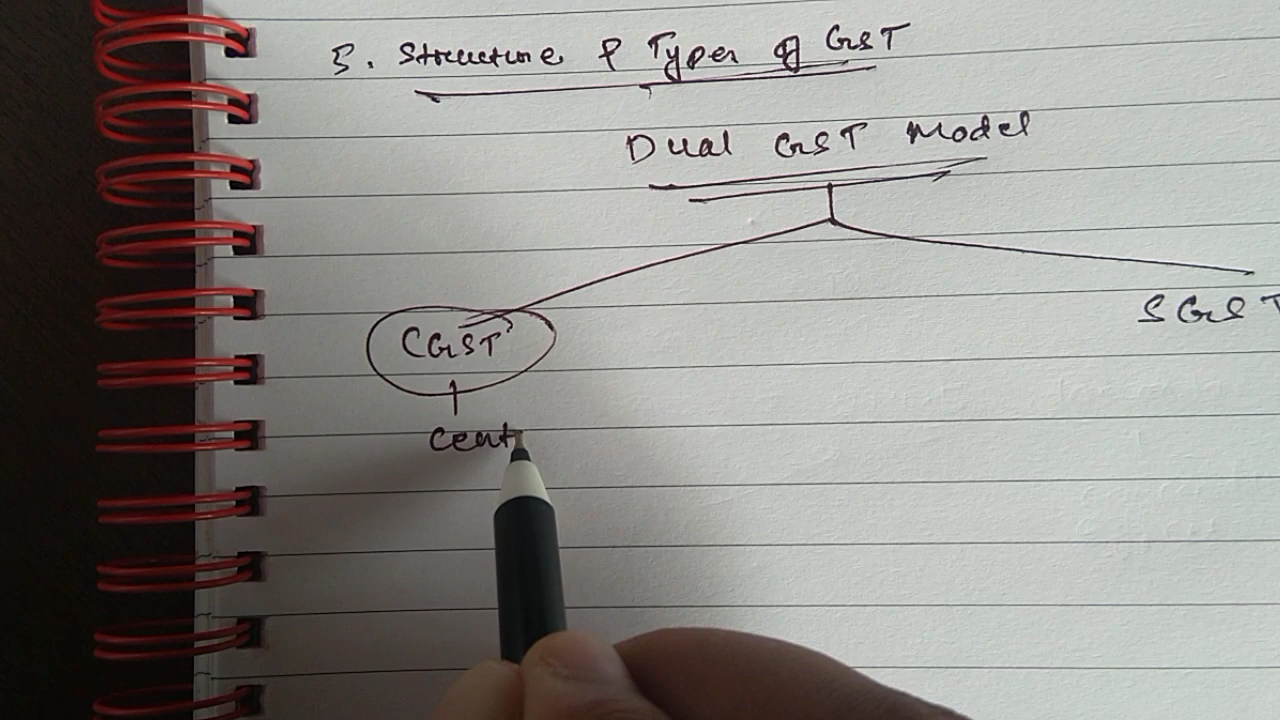 3. Structure & Types of GST
Dual GST Model
CGST
SGST
Cent